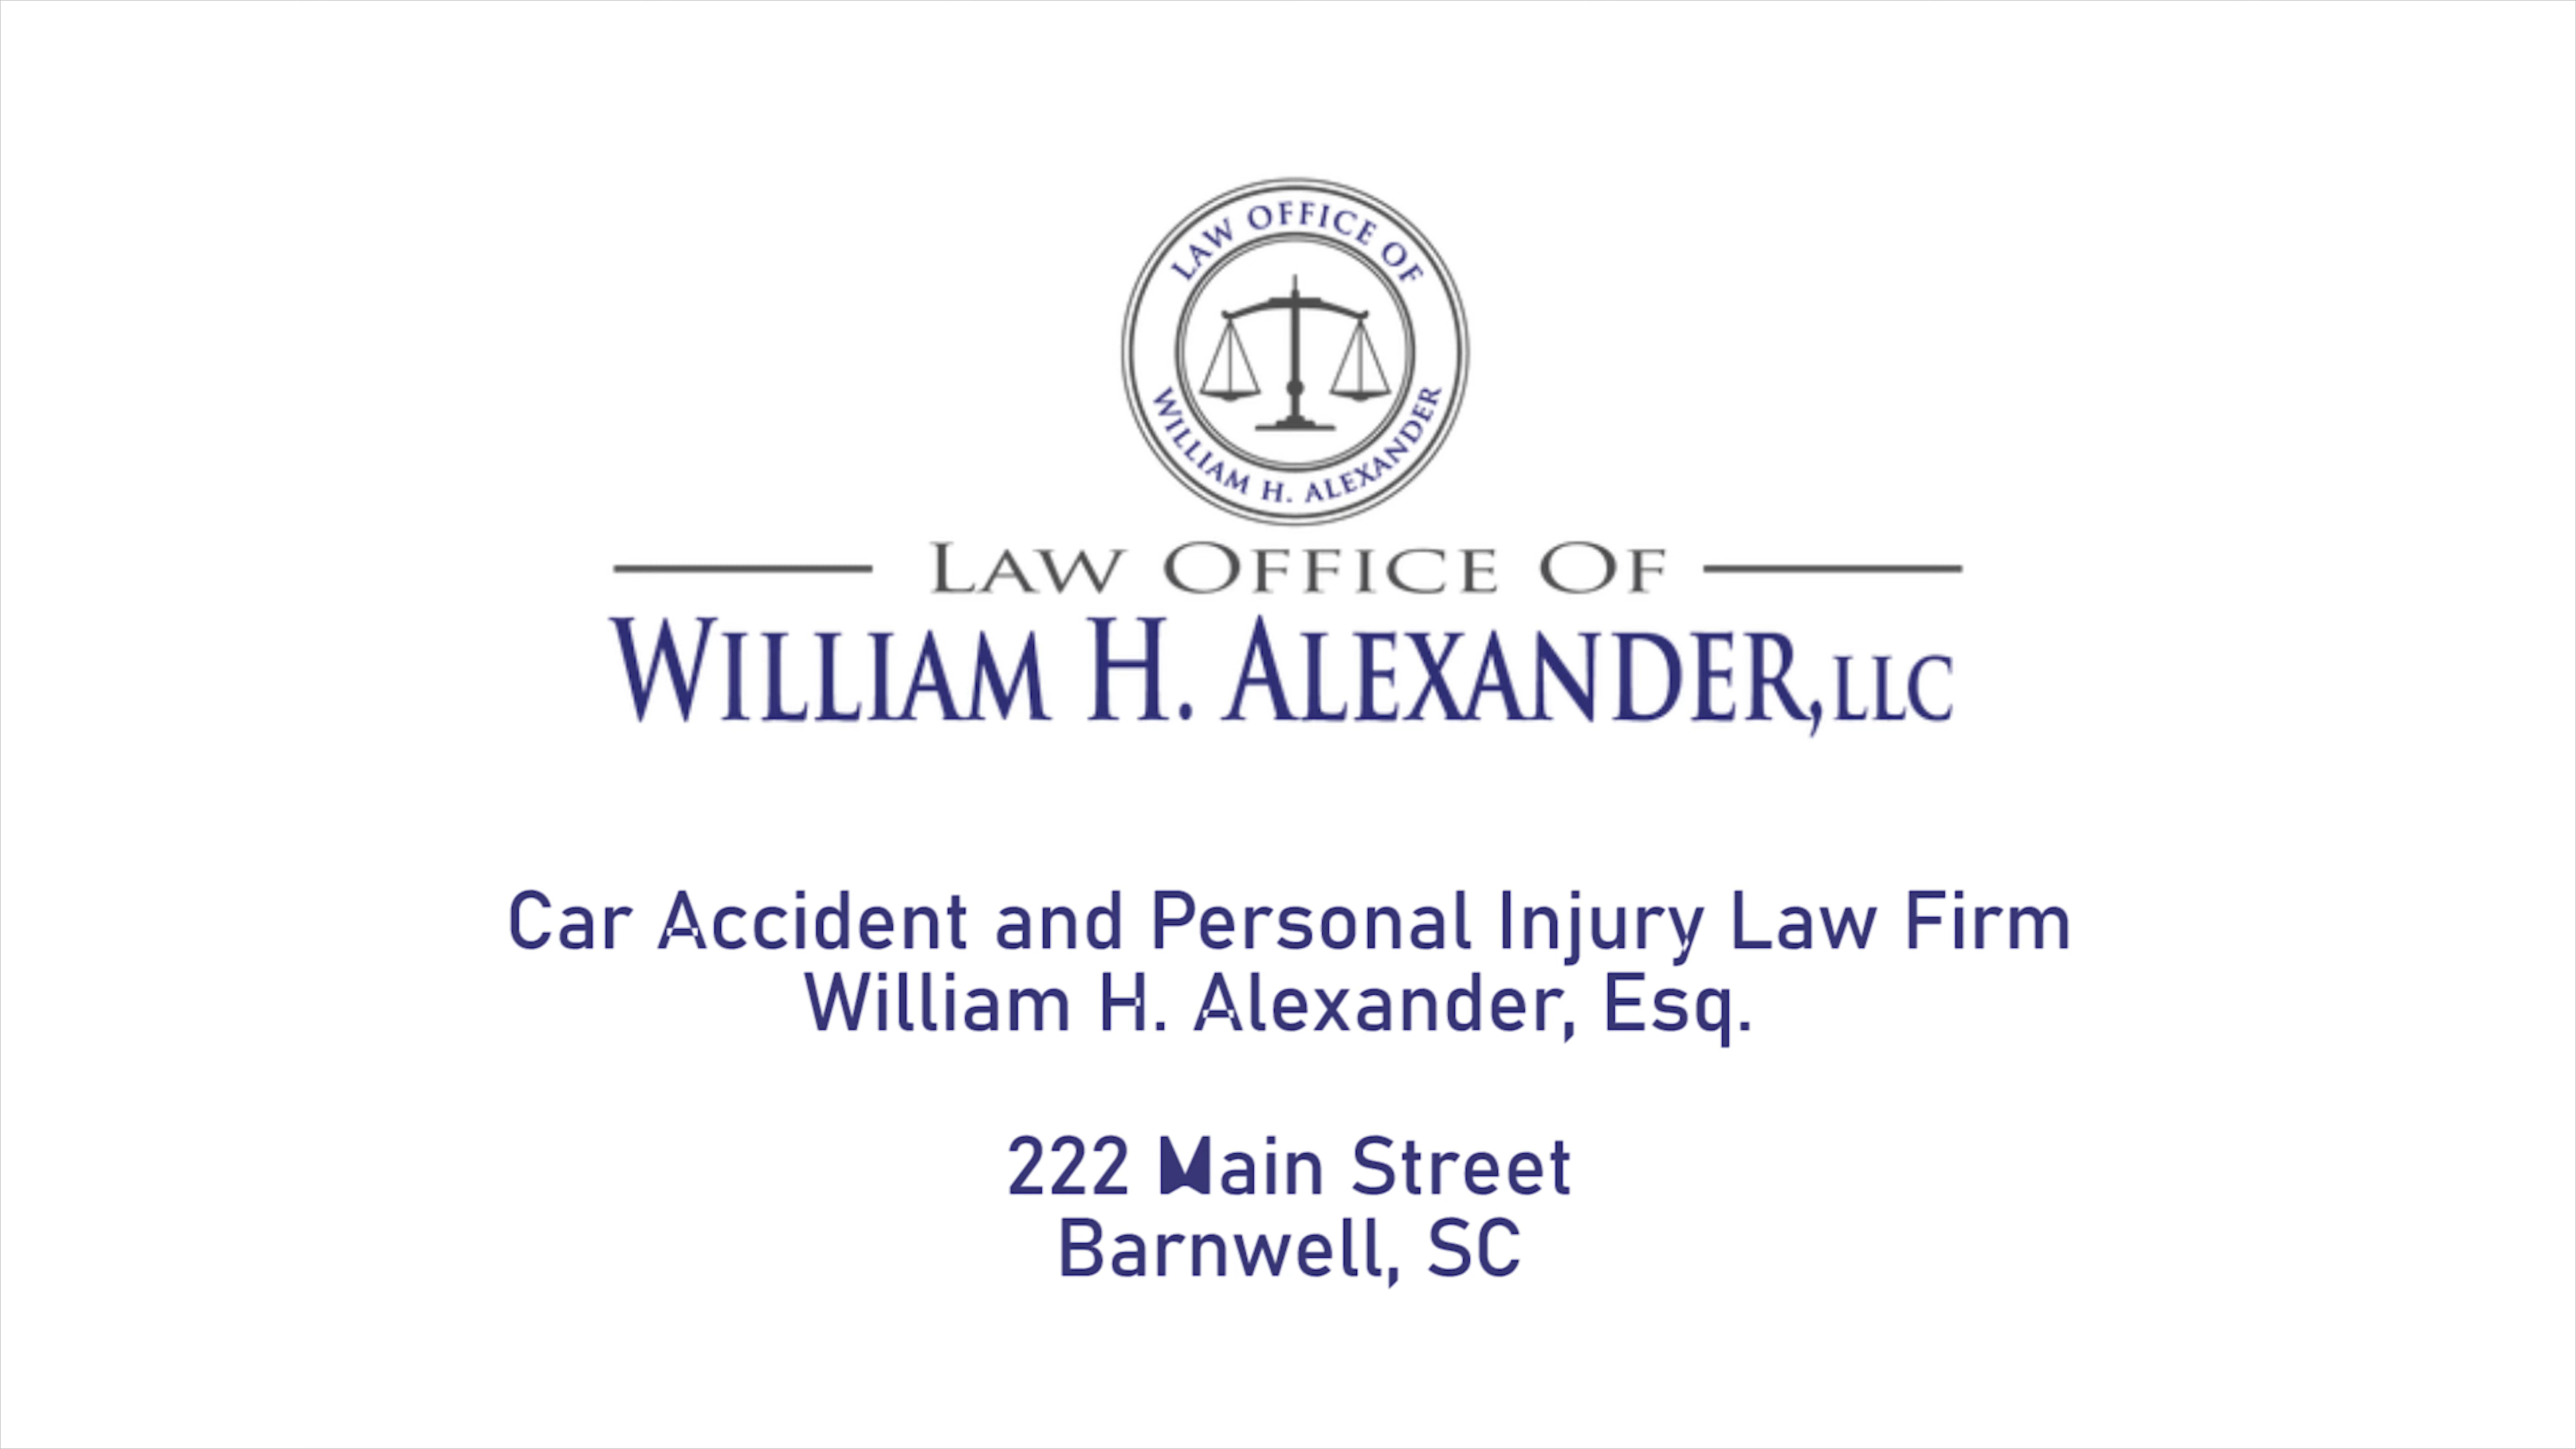 LAW OFFICE OF
WILLIAM H. ALEXANDER
LAW OFFICE OF
WILLIAM H. ALEXANDER, LLC
Car Accident and Personal Injury Law Firm
William H. Alexander, Esq.
222 Main Street
Barnwell, SC